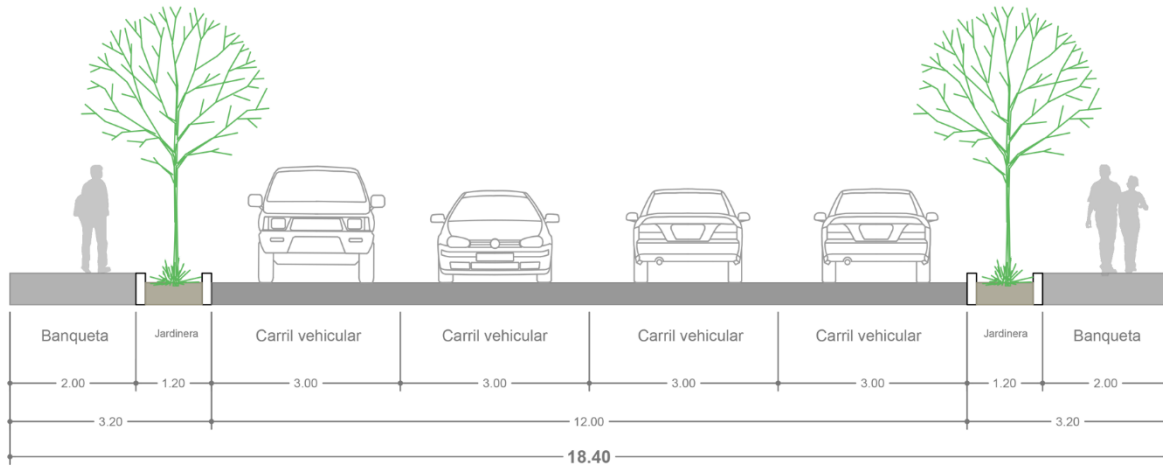 Banqueta Jardinera Carril vehicular Carril vehicular Carril vehicular Carril vehicular Jardinera Banqueta
2.00 1.20 3.00 3.00 3.00 3.00 1.20 2.00
3.20 12.00 3.20
18.40